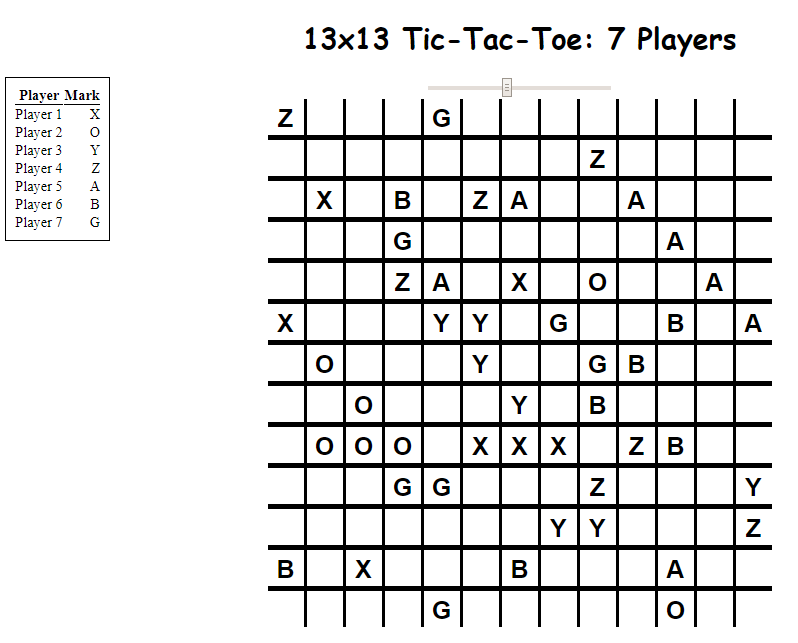 13x13 Tic-Tac-Toe: 7 Players
Player Mark
Player 1 X
Player 2 O
Player 3 Y
Player 4 Z
Player 5 A
Player 6 B
Player 7 G
Z G
Z
X B Z A A
G A
Z A X O A
X Y Y G B A
O Y G B
O Y B
O O O X X X Z B
G G Z Y
Y Y Z
B X B A
G O